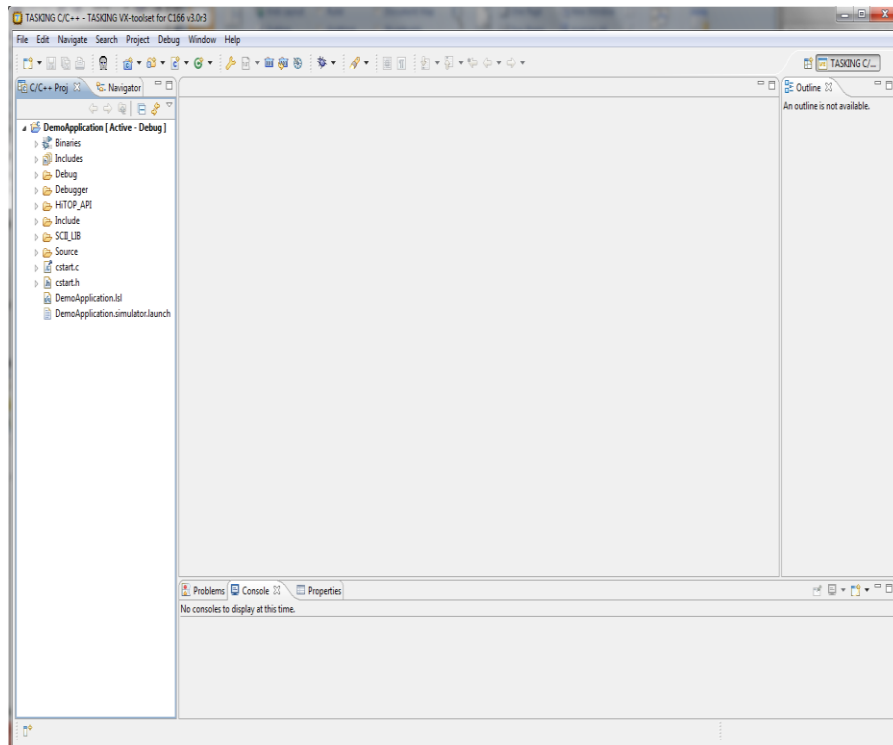 TASKING C/C++ - TASKING VX-toolset for C166 v3.0r3
File Edit Navigate Search Project Debug Window Help
TASKING C/...
C/C++ Proj Navigator
Outline
An outline is not available.
DemoApplication [ Active - Debug ]
Binaries
Includes
Debug
Debugger
HiTOP_API
Include
SCII_LIB
Source
cstart.c
cstart.h
DemoApplication.lsl
DemoApplication.simulator.launch
Problems Console Properties
No consoles to display at this time.